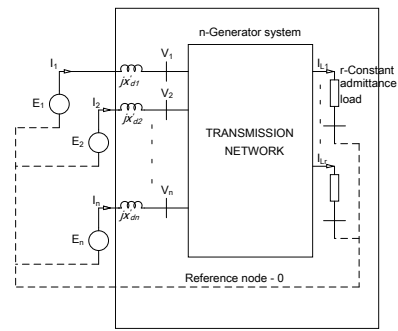 n-Generator system
I1
V1
IL1
r-Constant
admittance
load
jx'd1
E1
I2
V2
jx'd2
E2
TRANSMISSION
NETWORK
ILr
In
Vn
jx'dn
En
Reference node - 0